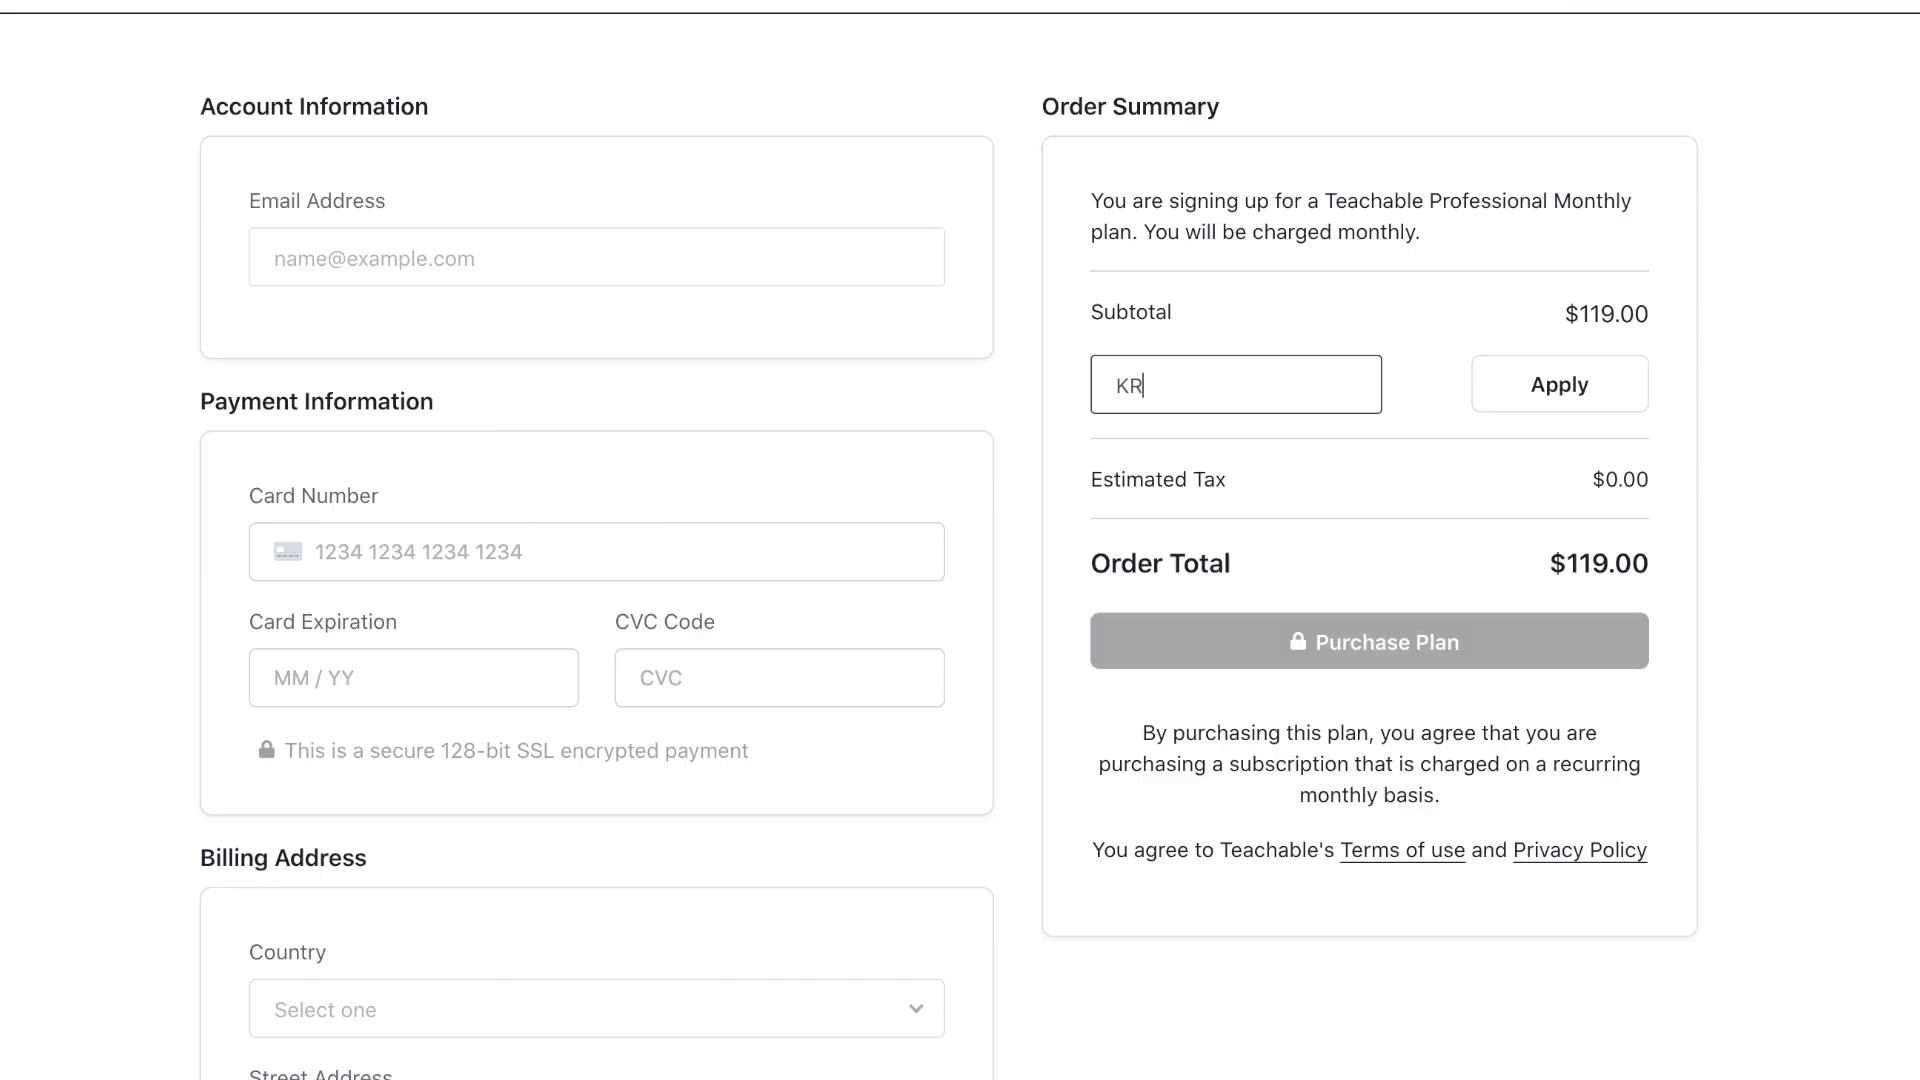 Account Information
Email Address
name@example.com
Payment Information
Card Number
1234 1234 1234 1234
Card Expiration
CVC Code
MM / YY
CVC
This is a secure 128-bit SSL encrypted payment
Billing Address
Country
Select one
Street Address
Order Summary
You are signing up for a Teachable Professional Monthly
plan. You will be charged monthly.
Subtotal
$119.00
KR
Apply
Estimated Tax
$0.00
Order Total
$119.00
Purchase Plan
By purchasing this plan, you agree that you are
purchasing a subscription that is charged on a recurring
monthly basis.
You agree to Teachable's Terms of use and Privacy Policy